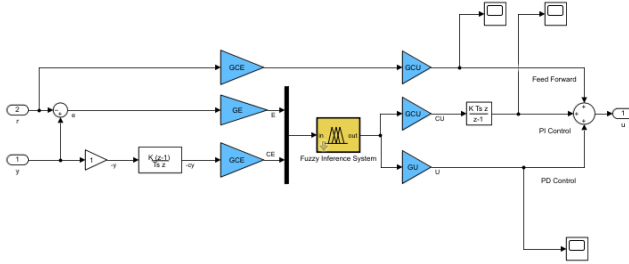 GCE
GCU
Feed Forward
2
r
e
GE
E
in
out
Fuzzy Inference System
GCU
CU
K Ts z
z-1
PI Control
+
+
+
1
u
1
y
1
-y
K (z-1)
Ts z
-cy
GCE
CE
GU
U
PD Control
-
+